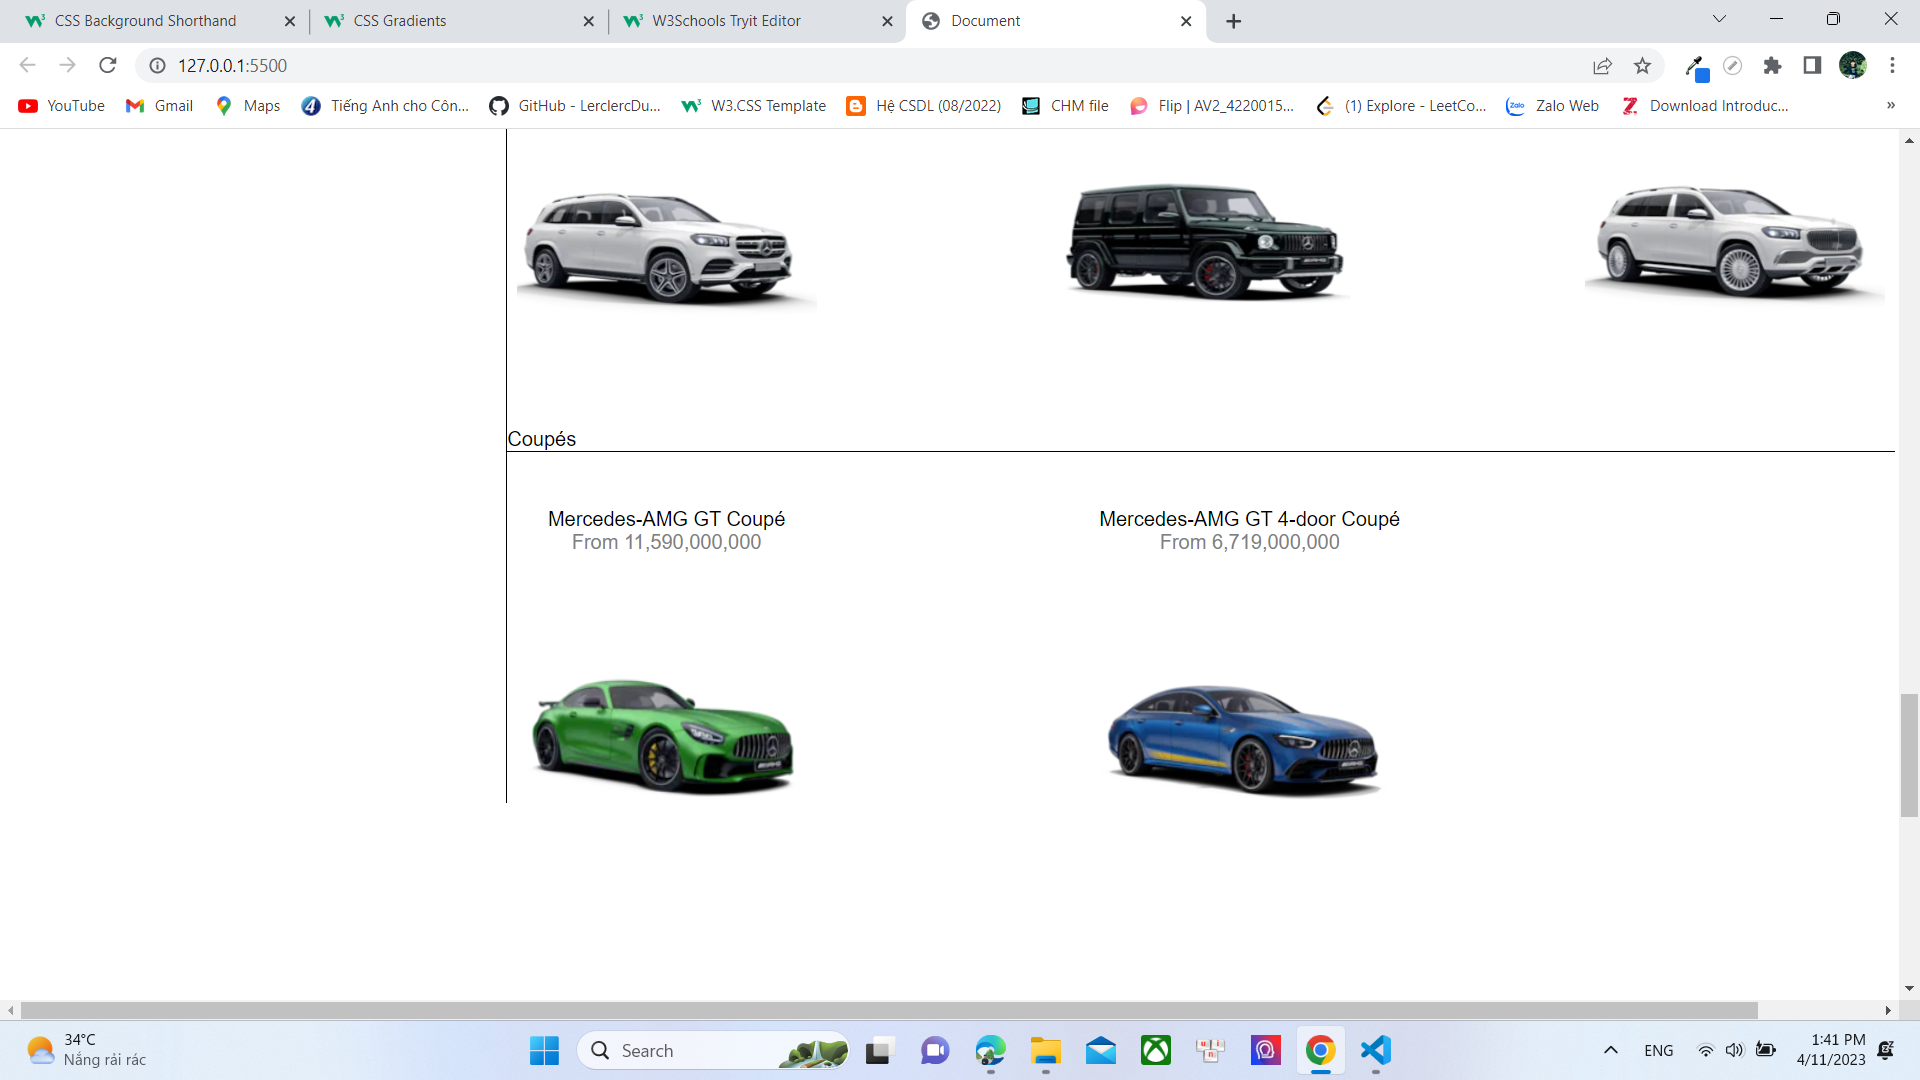 CSS Background Shorthand
CSS Gradients
W3Schools Tryit Editor
Document
127.0.0.1:5500
YouTube
Gmail
Maps
Tiếng Anh cho Côn...
GitHub - LerclercDu...
W3.CSS Template
Hệ CSDL (08/2022)
CHM file
Flip | AV2_4220015...
(1) Explore - LeetCo...
Zalo Web
Download Introduc...
Coupés
Mercedes-AMG GT Coupé
From 11,590,000,000
Mercedes-AMG GT 4-door Coupé
From 6,719,000,000
34°C
Nắng rải rác
Search
ENG
1:41 PM
4/11/2023